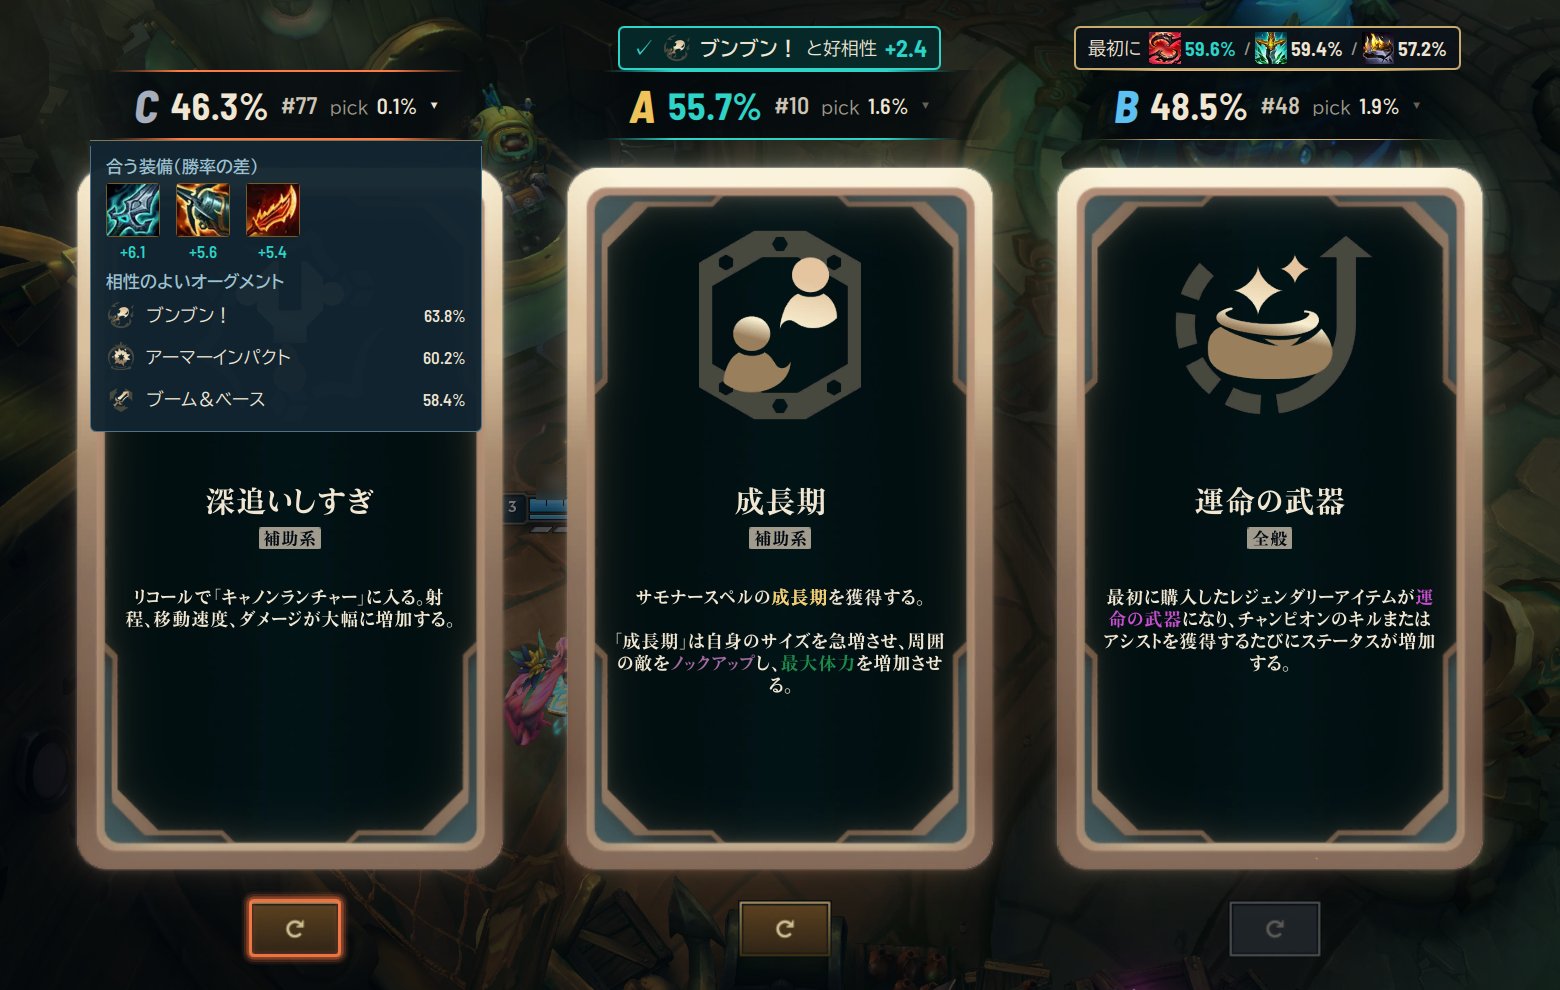 ✓ ブンブン！ と好相性 +2.4
最初に 59.6% / 59.4% / 57.2%
C 46.3% #77 pick 0.1% ▼
A 55.7% #10 pick 1.6% ▼
B 48.5% #48 pick 1.9% ▼
合う装備(勝率の差)
+6.1 +5.6 +5.4
相性のよいオーグメント
ブンブン！ 63.8%
アーマーインパクト 60.2%
ブーム＆ベース 58.4%
深追いしすぎ
補助系
リコールで「キャノンランチャー」に入る。射
程、移動速度、ダメージが大幅に増加する。
3
成長期
補助系
サモナースペルの成長期を獲得する。
「成長期」は自身のサイズを急増させ、周囲
の敵をノックアップし、最大体力を増加させ
る。
運命の武器
全般
最初に購入したレジェンダリーアイテムが運
命の武器になり、チャンピオンのキルまたは
アシストを獲得するたびにステータスが増加
する。